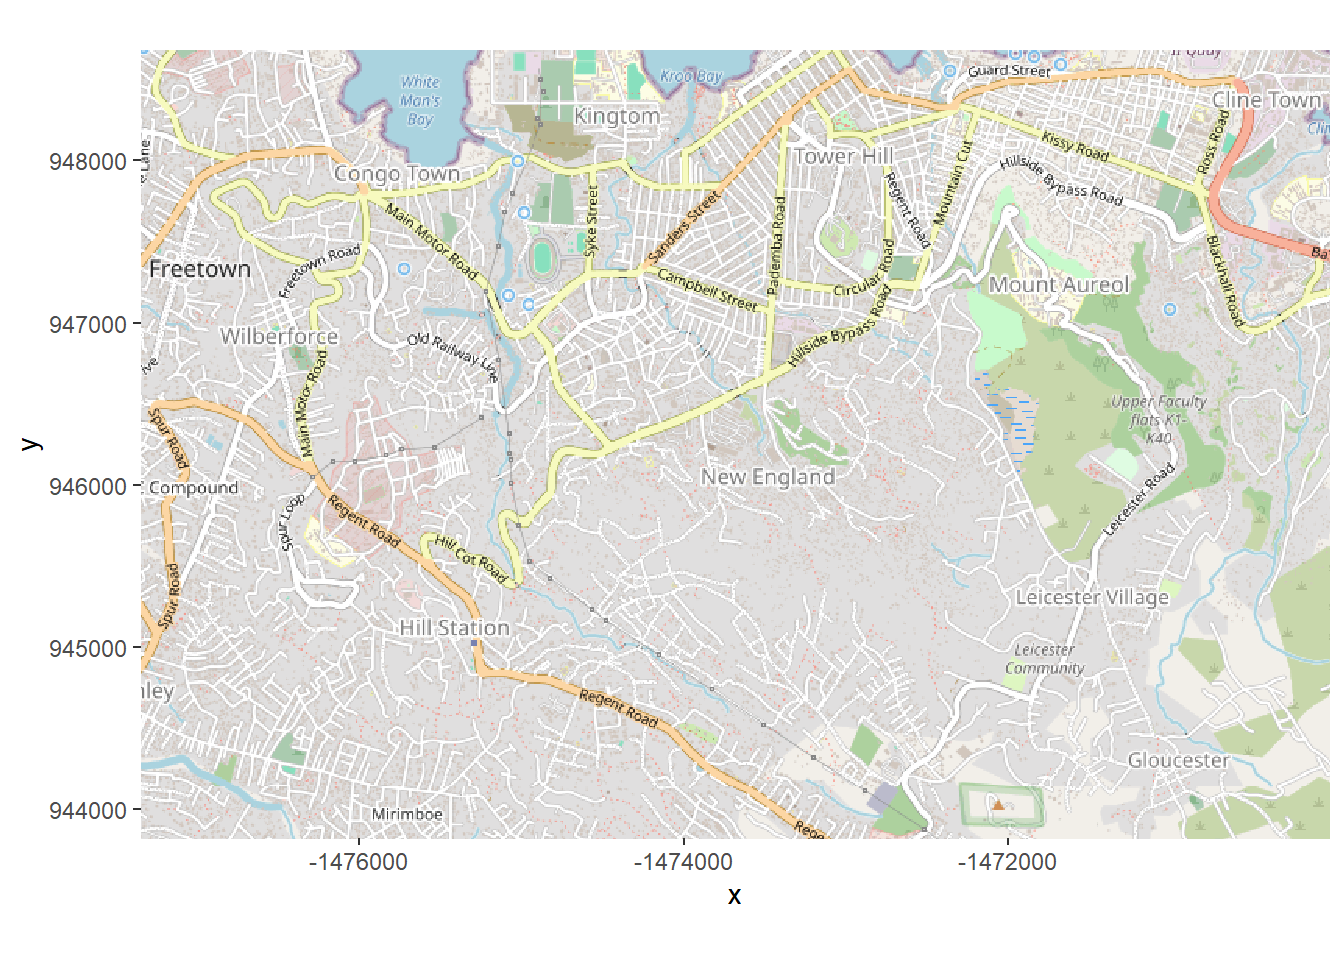 Guard Street
Kroo Bay
White
Man's
Bay
Cline Town
Kingtom
Ross Road
Kissy Road
Tower Hill
Mountain Cut
948000
Lane
Congo Town
Hillside Bypass Road
Regent Road
Syke Street
Main Motor Road
Sanders Street
Pademba Road
Freetown
Freetown Road
Circular Road
Campbell Street
Mount Aureol
Blackhall Road
947000
Wilberforce
Old Railway Line
Hillside Bypass Road
Main Motor Road
Upper Faculty
flats K1-
K40
y
Spur Road
946000
Compound
New England
Leicester Road
Spur Loop
Regent Road
Hill Cot Road
Spur Road
Leicester Village
Hill Station
945000
Leicester
Community
Regent Road
Gloucester
944000
Mirimboe
-1476000
-1474000
-1472000
x